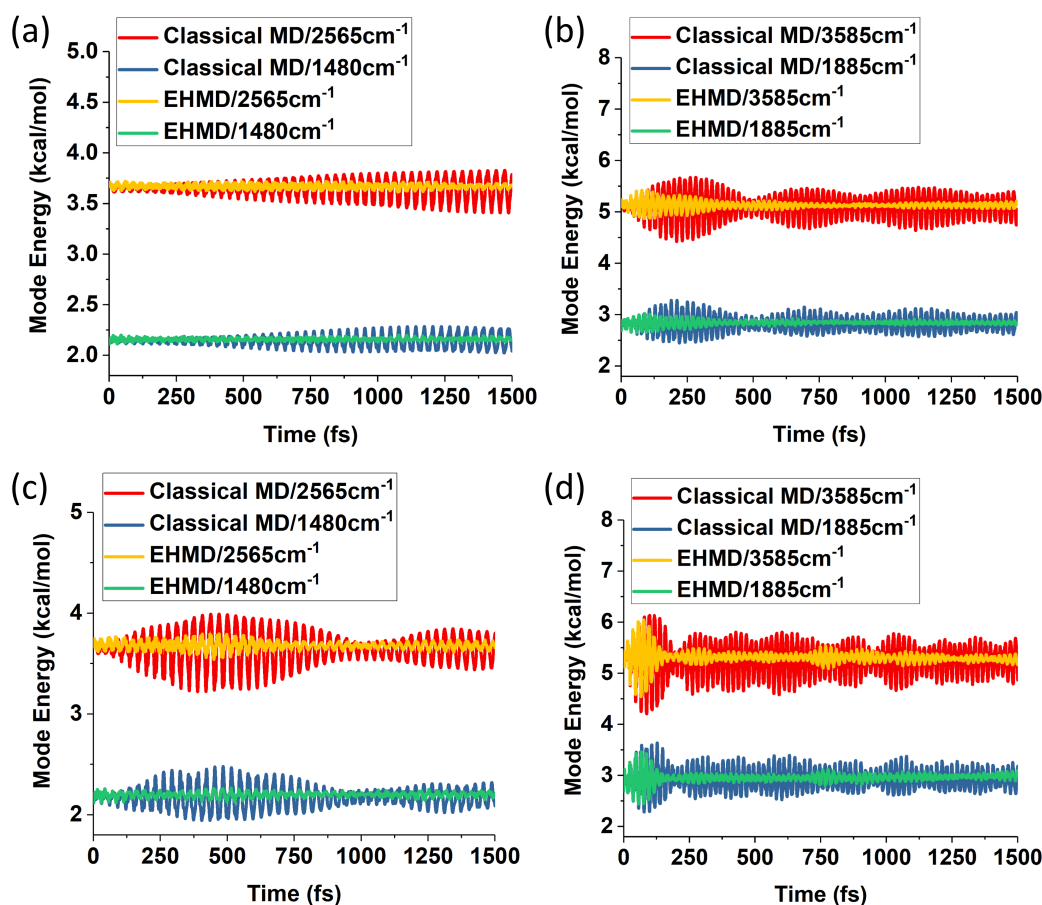 (a)
Classical MD/2565cm⁻¹
Classical MD/1480cm⁻¹
EHMD/2565cm⁻¹
EHMD/1480cm⁻¹
Mode Energy (kcal/mol)
5.0
4.5
4.0
3.5
3.0
2.5
2.0
0 250 500 750 1000 1250 1500
Time (fs)
(b)
Classical MD/3585cm⁻¹
Classical MD/1885cm⁻¹
EHMD/3585cm⁻¹
EHMD/1885cm⁻¹
Mode Energy (kcal/mol)
8
7
6
5
4
3
2
0 250 500 750 1000 1250 1500
Time (fs)
(c)
Classical MD/2565cm⁻¹
Classical MD/1480cm⁻¹
EHMD/2565cm⁻¹
EHMD/1480cm⁻¹
Mode Energy (kcal/mol)
5
4
3
2
0 250 500 750 1000 1250 1500
Time (fs)
(d)
Classical MD/3585cm⁻¹
Classical MD/1885cm⁻¹
EHMD/3585cm⁻¹
EHMD/1885cm⁻¹
Mode Energy (kcal/mol)
8
7
6
5
4
3
2
0 250 500 750 1000 1250 1500
Time (fs)